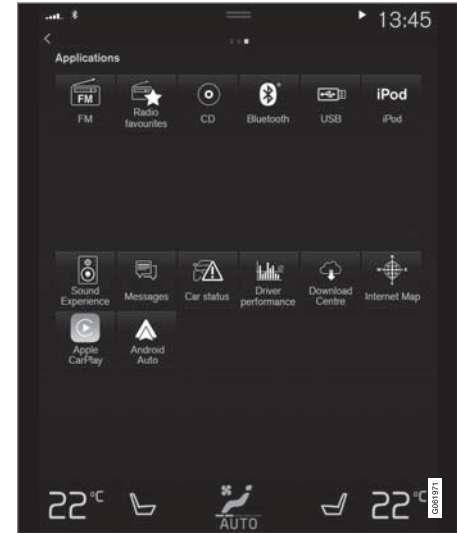 13:45
Applications
FM
iPod
FM
Radio favourites
CD
Bluetooth
USB
iPod
Sound Experience
Messages
Car status
Driver performance
Download Centre
Internet Map
Apple CarPlay
Android Auto
22°C
AUTO
22°C
G061971